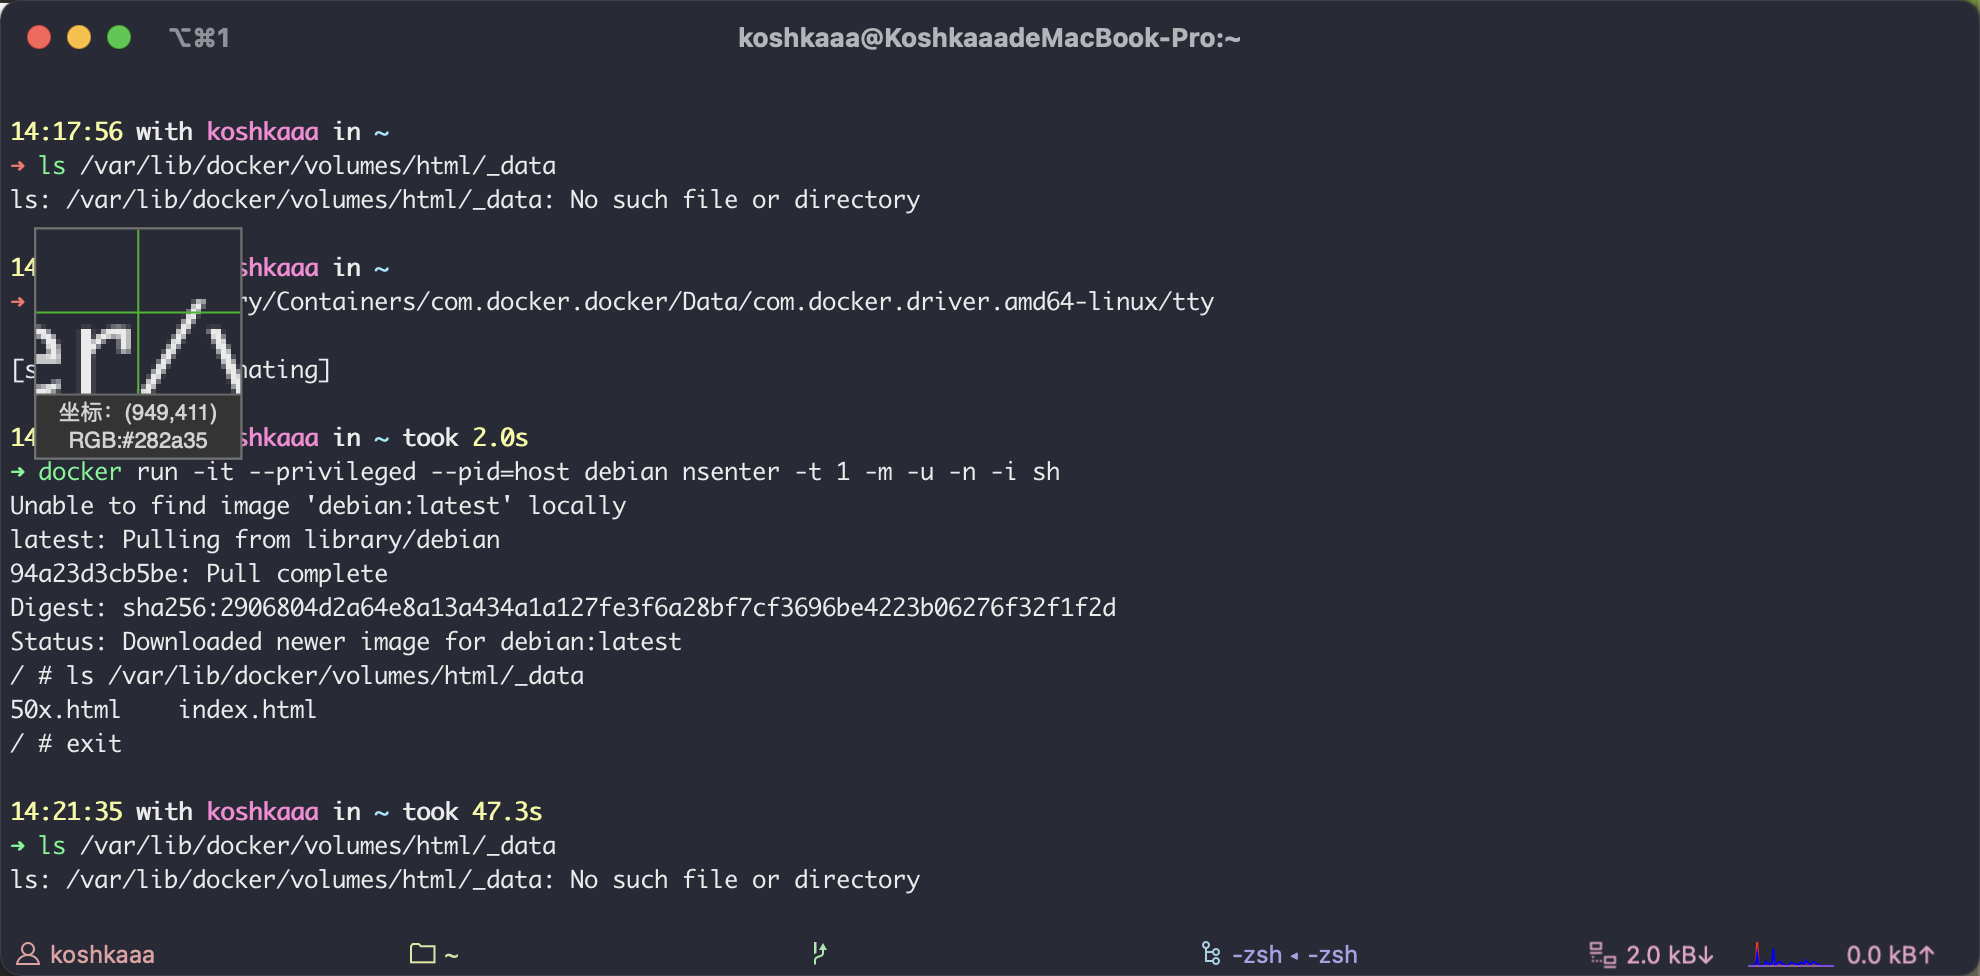 ⌥⌘1
koshkaaa@KoshkaaadeMacBook-Pro:~
14:17:56 with koshkaaa in ~
➜ ls /var/lib/docker/volumes/html/_data
ls: /var/lib/docker/volumes/html/_data: No such file or directory
14 shkaaa in ~
➜ ry/Containers/com.docker.docker/Data/com.docker.driver.amd64-linux/tty
er/
[s nating]
坐标：(949,411)
RGB:#282a35
14 shkaaa in ~ took 2.0s
➜ docker run -it --privileged --pid=host debian nsenter -t 1 -m -u -n -i sh
Unable to find image 'debian:latest' locally
latest: Pulling from library/debian
94a23d3cb5be: Pull complete
Digest: sha256:2906804d2a64e8a13a434a1a127fe3f6a28bf7cf3696be4223b06276f32f1f2d
Status: Downloaded newer image for debian:latest
/ # ls /var/lib/docker/volumes/html/_data
50x.html    index.html
/ # exit
14:21:35 with koshkaaa in ~ took 47.3s
➜ ls /var/lib/docker/volumes/html/_data
ls: /var/lib/docker/volumes/html/_data: No such file or directory
koshkaaa ~ -zsh ◂ -zsh 2.0 kB↓ 0.0 kB↑